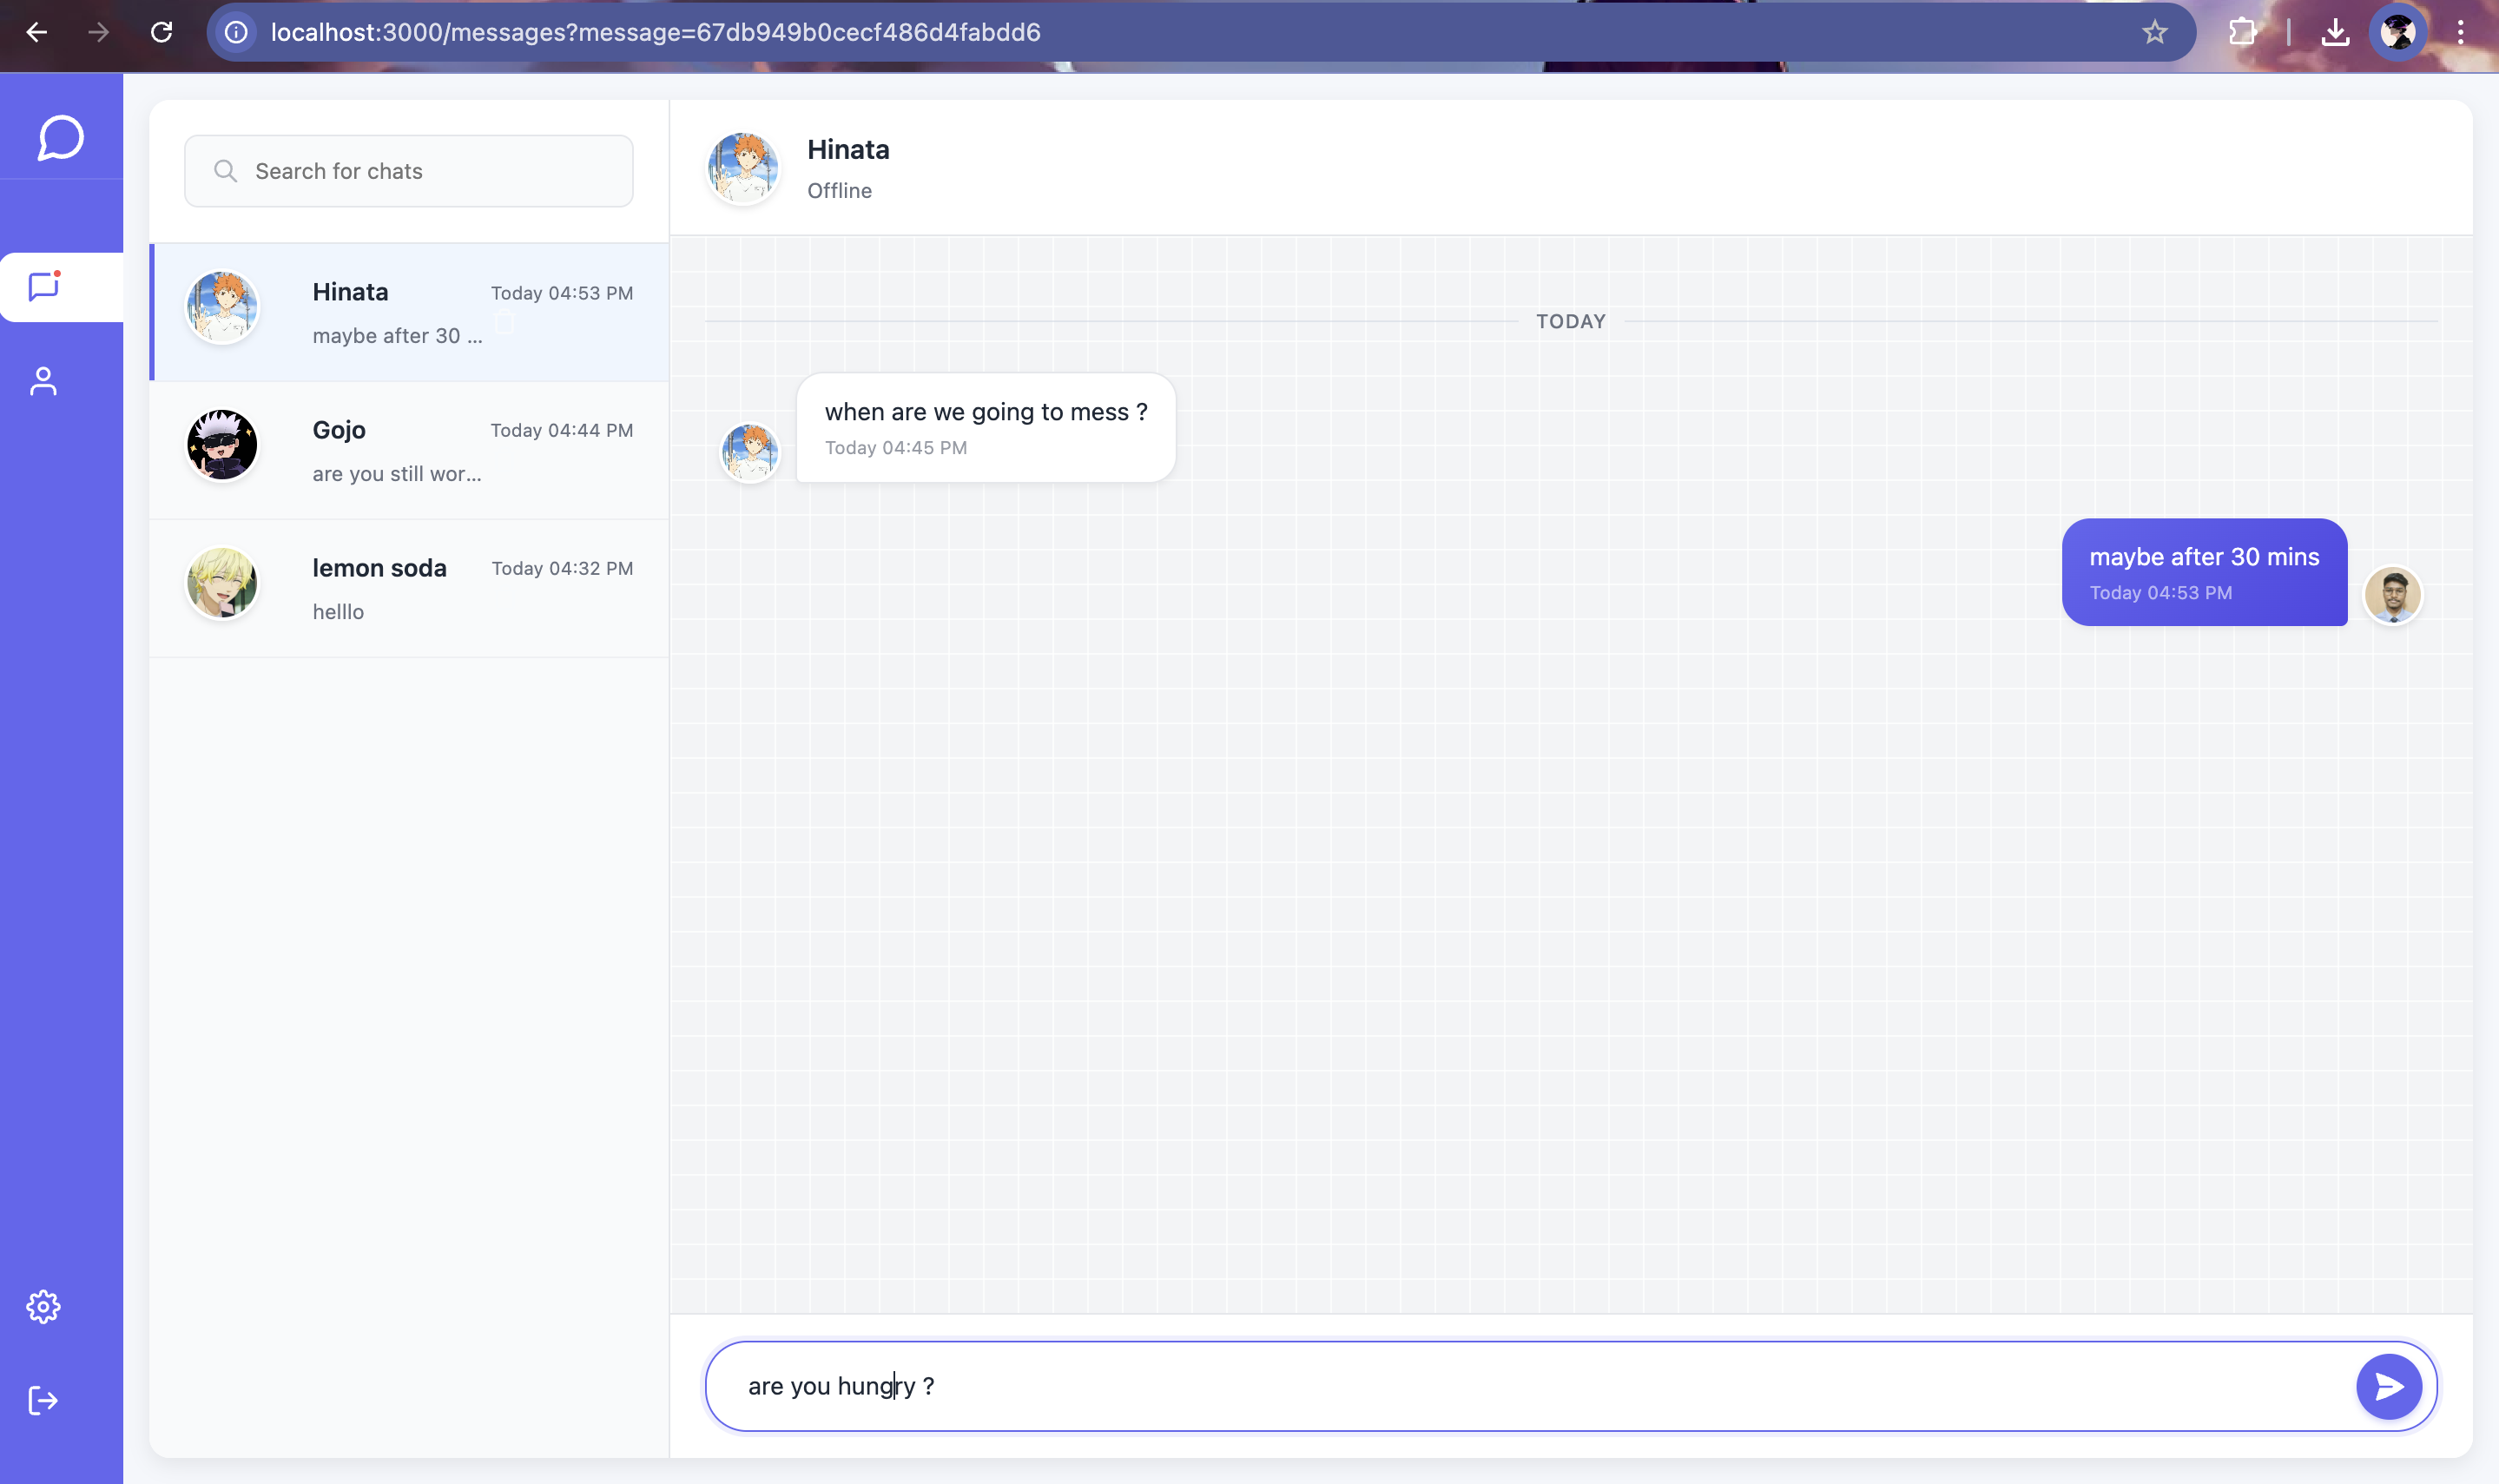 localhost:3000/messages?message=67db949b0cecf486d4fabdd6
Search for chats
Hinata
Today 04:53 PM
maybe after 30 ...
Gojo
Today 04:44 PM
are you still wor...
lemon soda
Today 04:32 PM
helllo
Hinata
Offline
TODAY
when are we going to mess ?
Today 04:45 PM
maybe after 30 mins
Today 04:53 PM
are you hungry ?